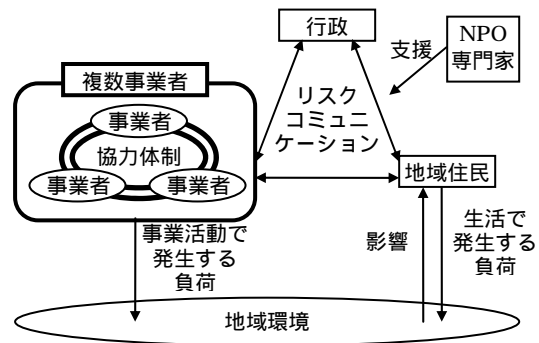 行政
NPO
専門家
支援
複数事業者
事業者
協力体制
事業者
事業者
リスク
コミュニ
ケーション
地域住民
事業活動で
発生する
負荷
影響
生活で
発生する
負荷
地域環境